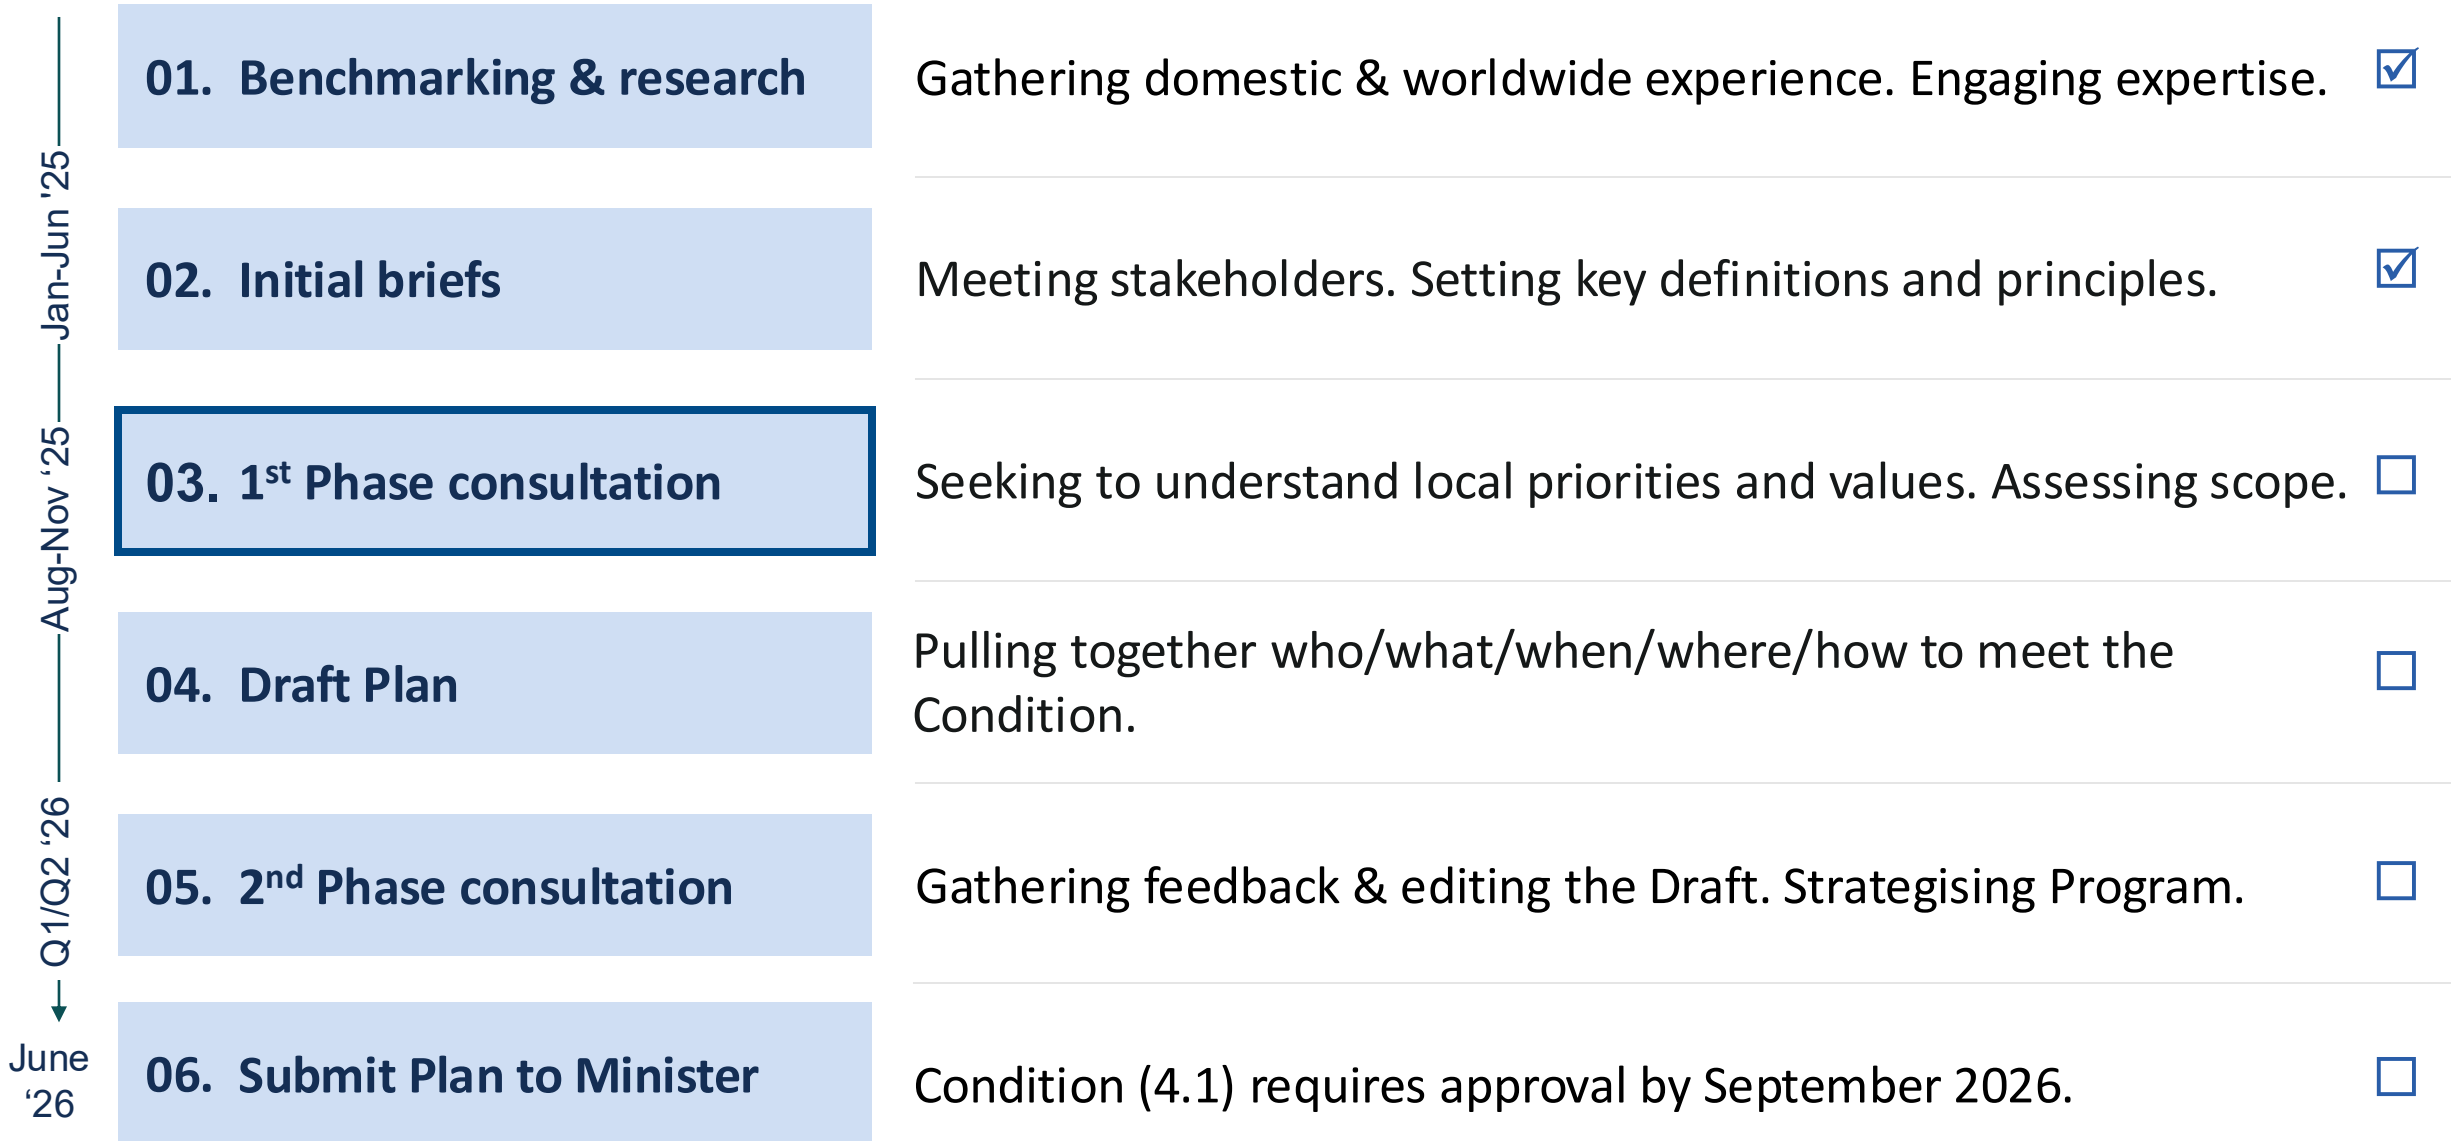 Jan-Jun '25
01. Benchmarking & research
Gathering domestic & worldwide experience. Engaging expertise.
02. Initial briefs
Meeting stakeholders. Setting key definitions and principles.
Aug-Nov ‘25
03. 1st Phase consultation
Seeking to understand local priorities and values. Assessing scope.
04. Draft Plan
Pulling together who/what/when/where/how to meet the
Condition.
Q1/Q2 ‘26
05. 2nd Phase consultation
Gathering feedback & editing the Draft. Strategising Program.
June
‘26
06. Submit Plan to Minister
Condition (4.1) requires approval by September 2026.